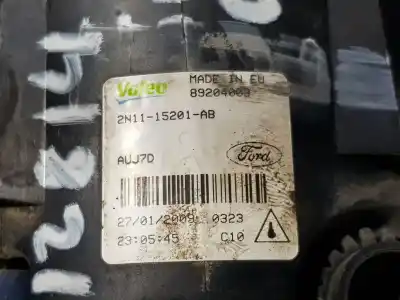 Valeo
MADE IN EU
89204003
2N11-15201-AB
AUJ7D
Ford
27/01/2009 0323
23:05:45 C10